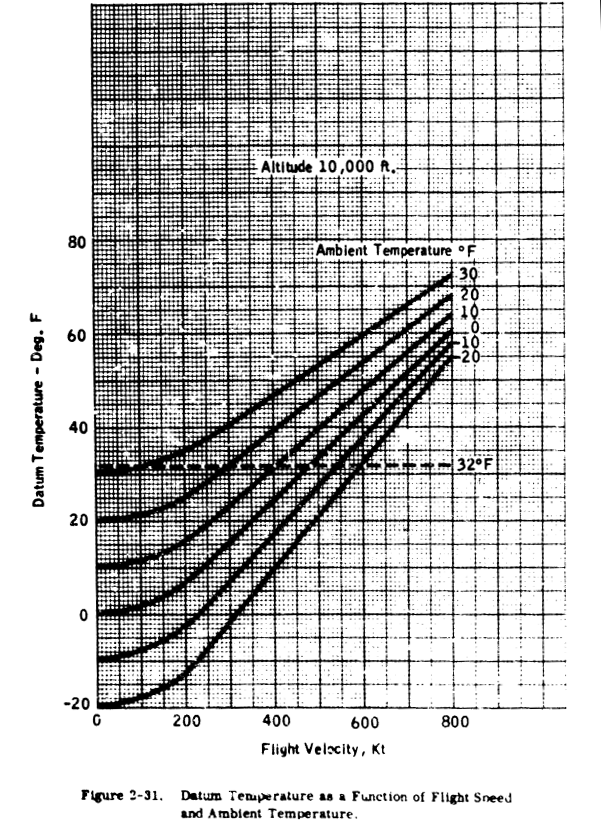 Altitude 10,000 ft.
Ambient Temperature °F
80
30
20
10
0
-10
-20
60
Datum Temperature - Deg. F
40
32°F
20
0
-20
0
200
400
600
800
Flight Velocity, Kt
Figure 2-31. Datum Temperature as a Function of Flight Speed
and Ambient Temperature.